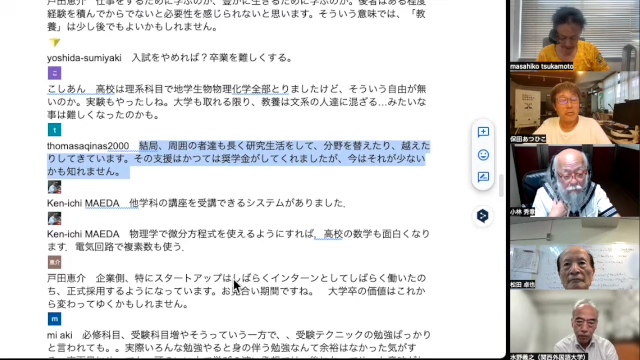 戸田恵介　仕事をするために学ぶのか、豊かに生きるために学ぶのか。後者はある程度
経験を積んでからでないと必要性を感じられないと思います。そういう意味では、「教
養」は少し後でもよいかもしれません。
yoshida-sumiyaki　入試をやめれば？卒業を難しくする。
こ
こしあん　高校は理系科目で地学生物物理化学全部とりましたけど、そういう自由が無
いのか。実験もやったしね。大学も取れる限り、教養は文系の人達に混ざる…みたいな
事は難しくなったのかも。
t
thomasaqinas2000　結局、周囲の者達も長く研究生活をして、分野を替えたり、越えた
りしてきています。その支援はかつては奨学金がしてくれましたが、今はそれが少ない
かも知れません。
Ken-ichi MAEDA　他学科の講座を受講できるシステムがありました.
Ken-ichi MAEDA　物理学で微分方程式を使えるようにすれば, 高校の数学も面白くなり
ます. 電気回路で複素数も使う.
恵介
戸田恵介　企業側、特にスタートアップはしばらくインターンとしてしばらく働いたの
ち、正式採用するようになっています。お見合い期間ですね。　大学卒の価値はこれか
ら変わってゆくかもしれません。
m
mi aki　必修科目、受験科目増やそうっていう一方で、、受験テクニックの勉強ばっかり
と言われても。。実際いろんな勉強やると身の伴う勉強なんて余裕はなかった気がす
masahiko tsukamoto
保田あつひこ
小林 秀章
松田 卓也
水野義之（関西外国語大学）